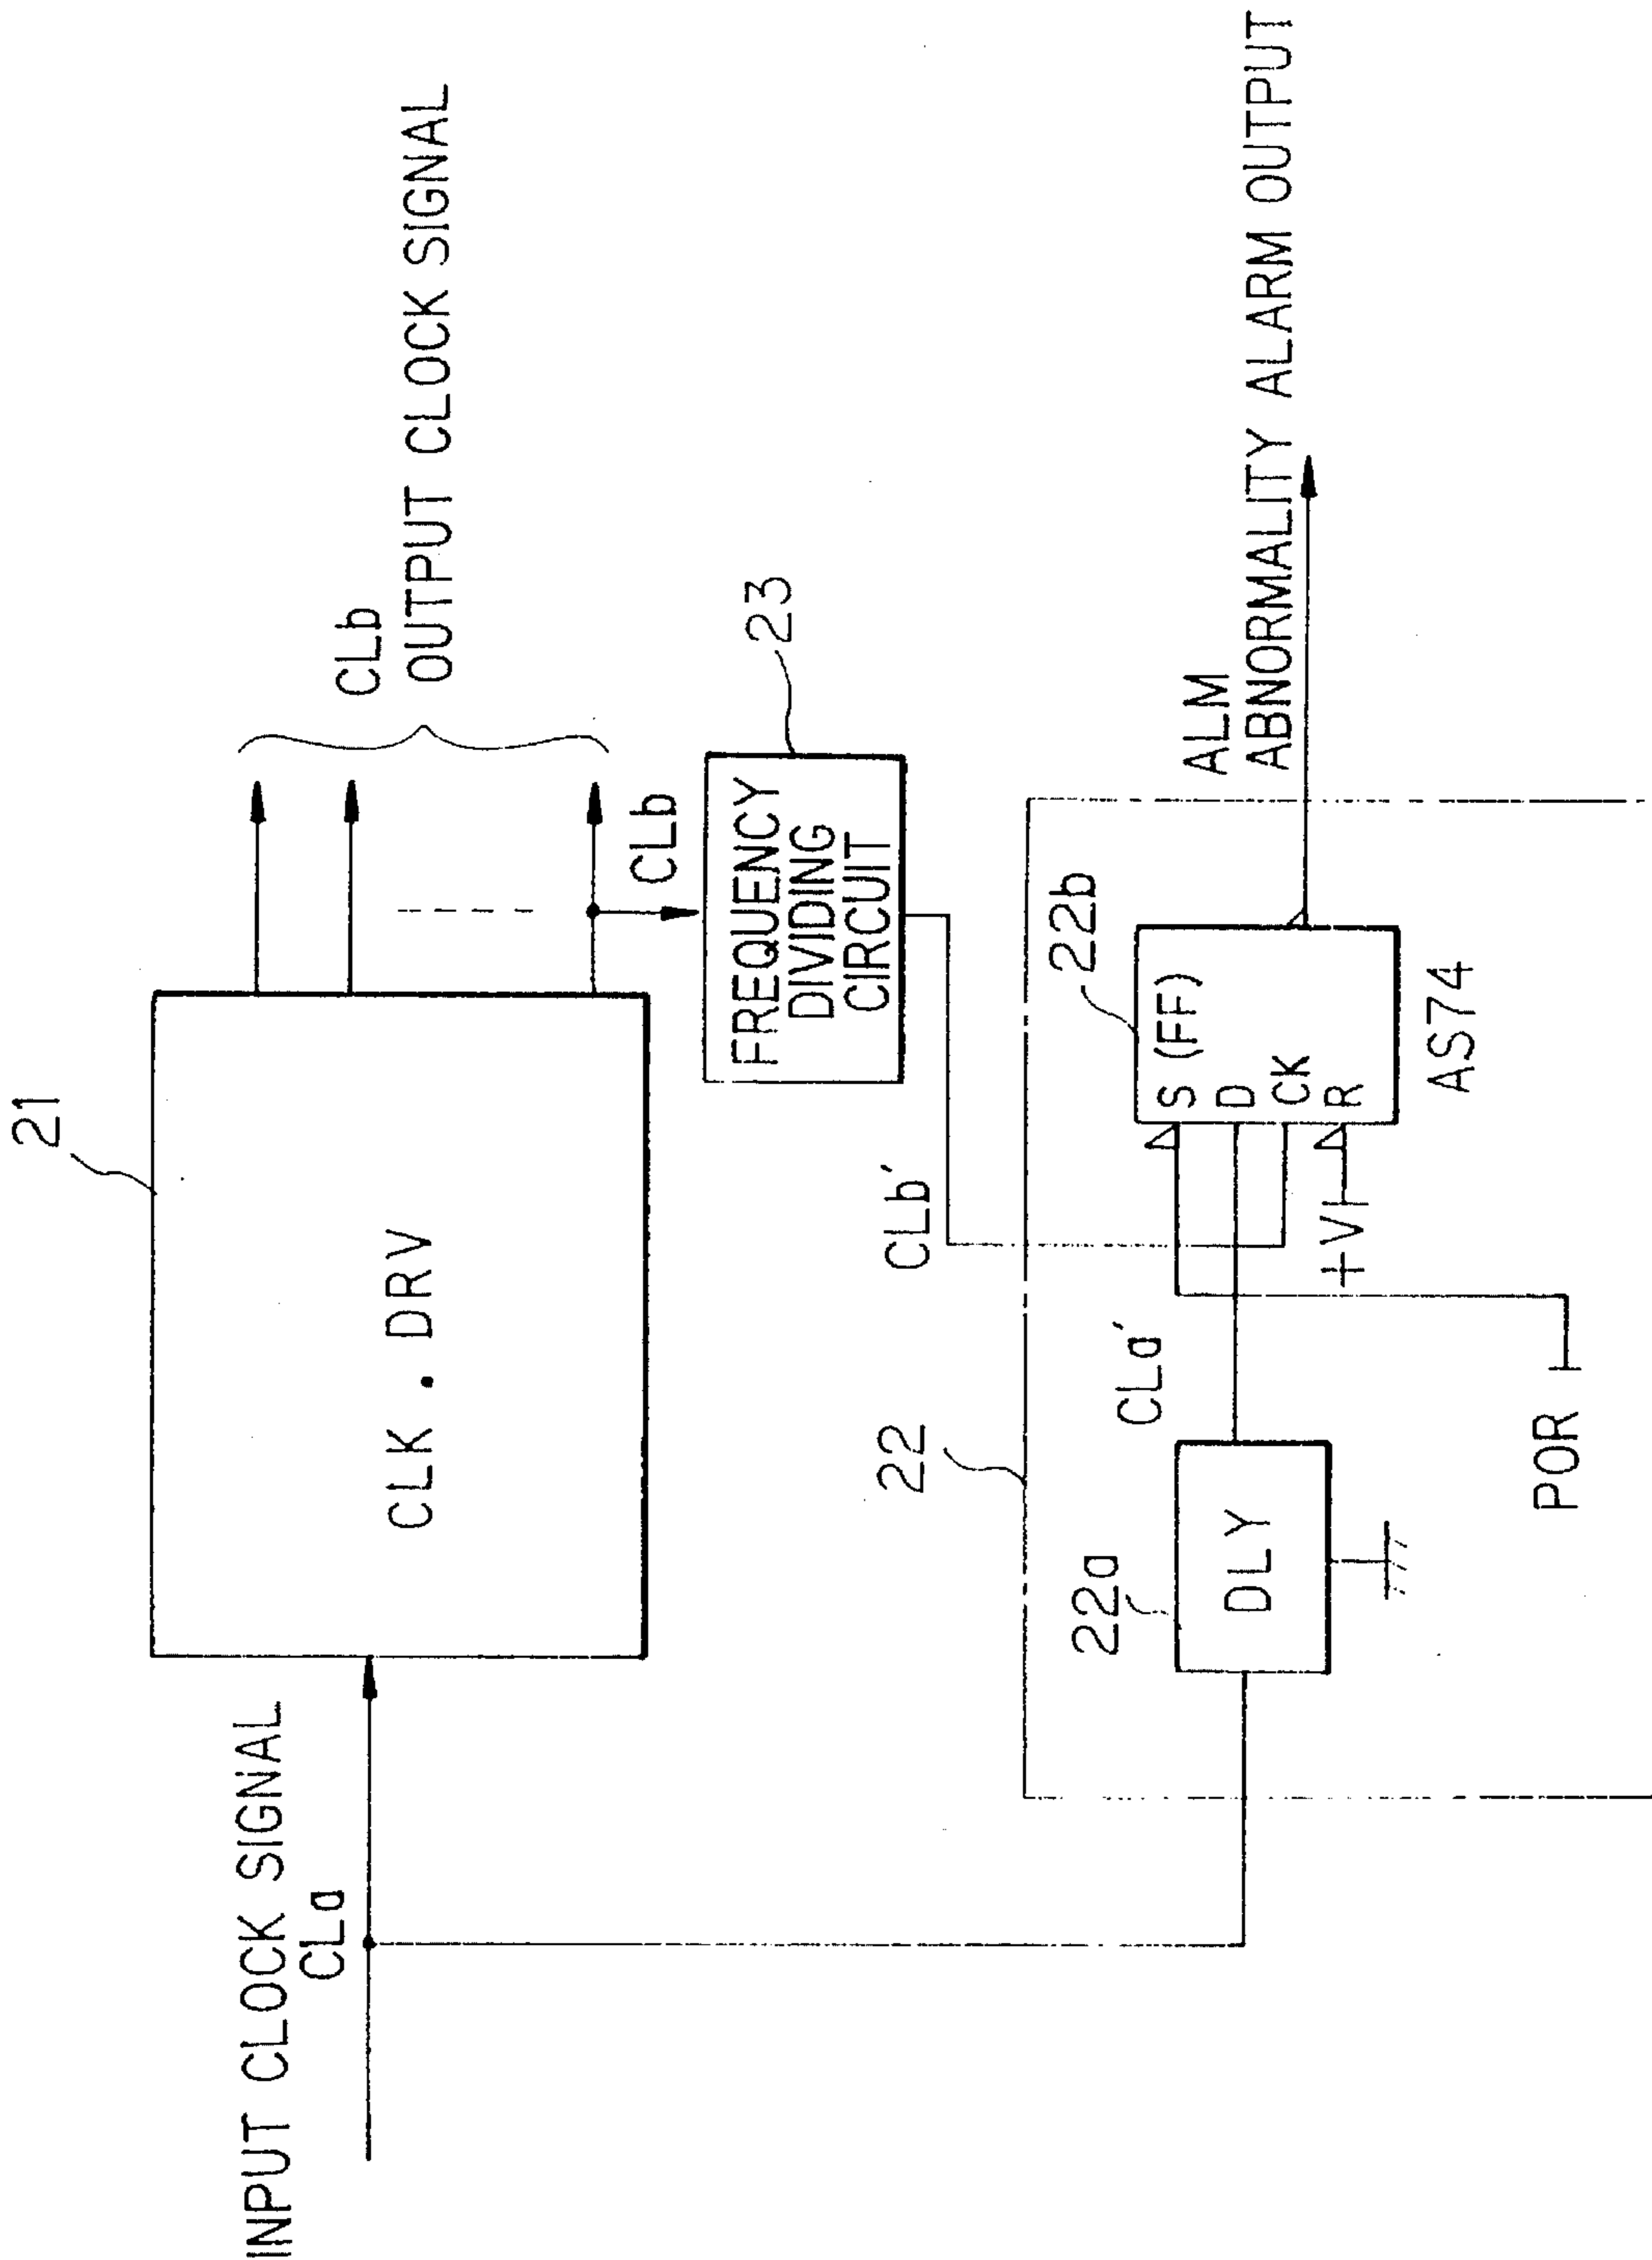 21
CLK.DRV
INPUT CLOCK SIGNAL
CLa
CLb
OUTPUT CLOCK SIGNAL
CLb
23
FREQUENCY
DIVIDING
CIRCUIT
CLb'
22
22a
DLY
CLa'
22b
S (FF)
D
CK
R
AS74
+V
POR
ALM
ABNORMALITY ALARM OUTPUT